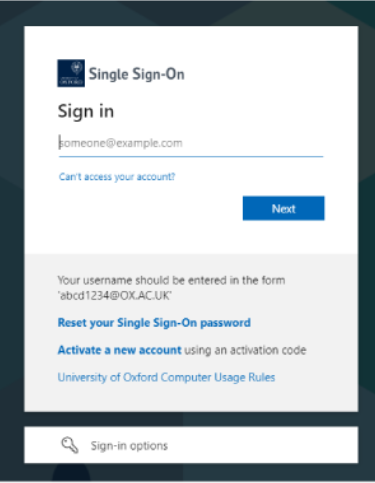 OXFORD
Single Sign-On
Sign in
someone@example.com
Can't access your account?
Next
Your username should be entered in the form
'abcd1234@OX.AC.UK'
Reset your Single Sign-On password
Activate a new account using an activation code
University of Oxford Computer Usage Rules
Sign-in options